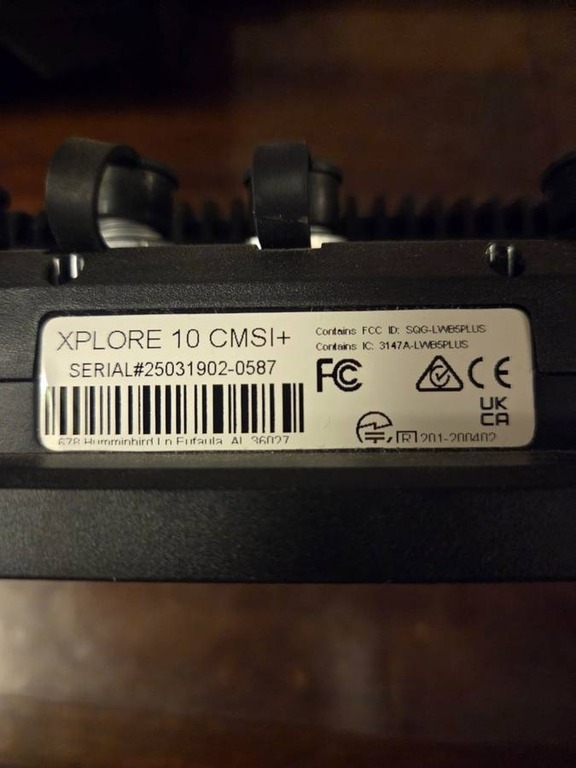 XPLORE 10 CMSI+
SERIAL#25031902-0587
678 Humminbird Ln Eufaula, AL 36027
Contains FCC ID: SQG-LWB5PLUS
Contains IC: 3147A-LWB5PLUS
FC CE
UK
CA
R 201-200402